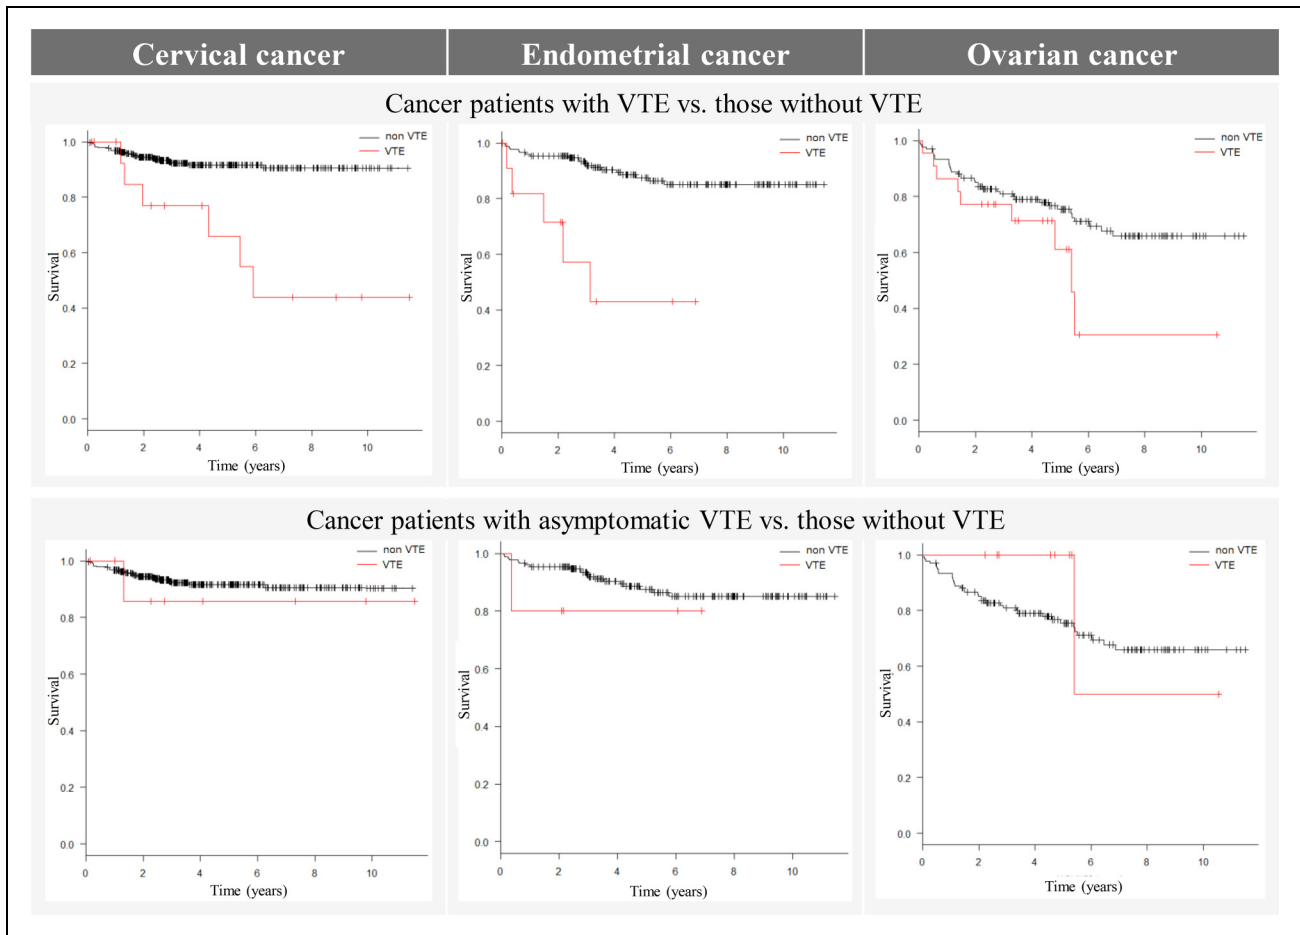 Cervical cancer
Endometrial cancer
Ovarian cancer
Cancer patients with VTE vs. those without VTE
non VTE
VTE
1.0
0.8
0.6
0.4
0.2
0.0
Survival
0 2 4 6 8 10
Time (years)
non VTE
VTE
1.0
0.8
0.6
0.4
0.2
0.0
Survival
0 2 4 6 8 10
Time (years)
non VTE
VTE
1.0
0.8
0.6
0.4
0.2
0.0
Survival
0 2 4 6 8 10
Time (years)
Cancer patients with asymptomatic VTE vs. those without VTE
non VTE
VTE
1.0
0.8
0.6
0.4
0.2
0.0
Survival
0 2 4 6 8 10
Time (years)
non VTE
VTE
1.0
0.8
0.6
0.4
0.2
0.0
Survival
0 2 4 6 8 10
Time (years)
non VTE
VTE
1.0
0.8
0.6
0.4
0.2
0.0
Survival
0 2 4 6 8 10
Time (years)